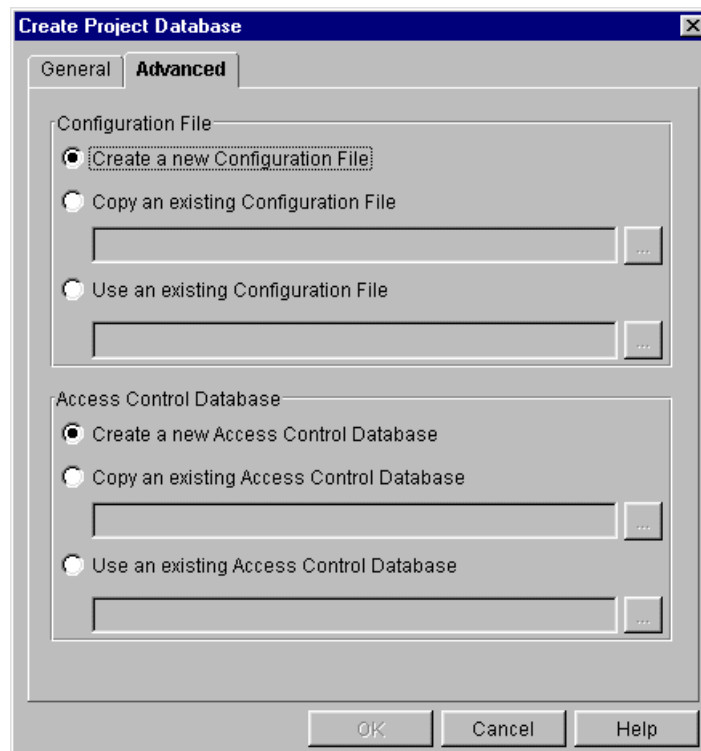 Create Project Database
General
Advanced
Configuration File
Create a new Configuration File
Copy an existing Configuration File
...
Use an existing Configuration File
...
Access Control Database
Create a new Access Control Database
Copy an existing Access Control Database
...
Use an existing Access Control Database
...
OK
Cancel
Help